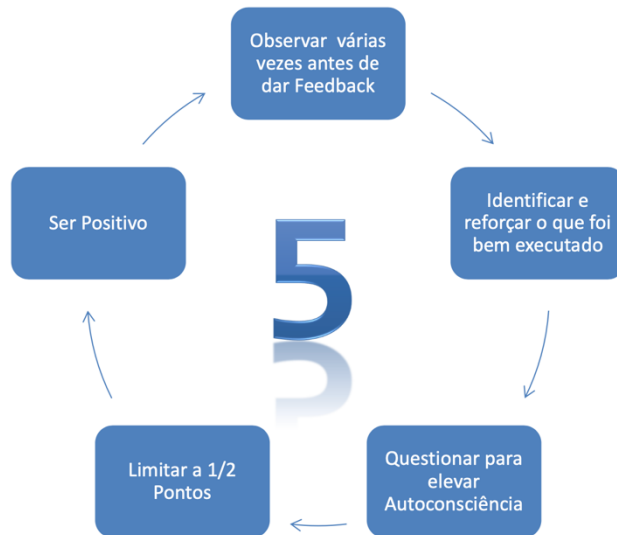 Observar várias
vezes antes de
dar Feedback
Identificar e
reforçar o que foi
bem executado
Questionar para
elevar
Autoconsciência
Limitar a 1/2
Pontos
Ser Positivo
5